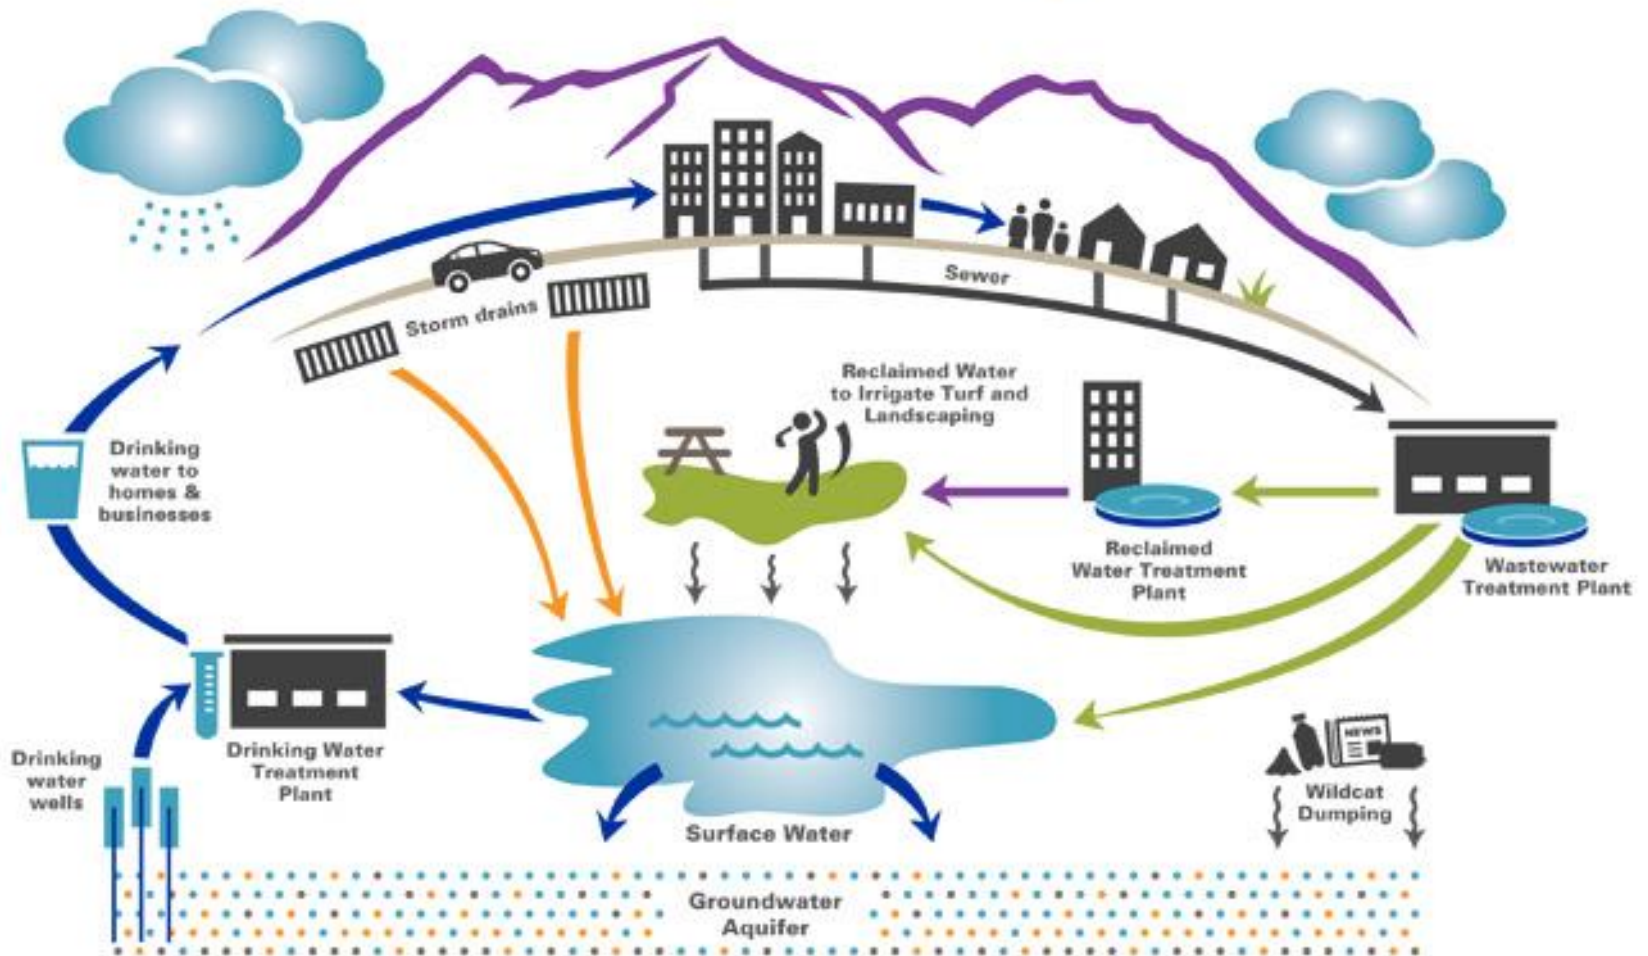 Sewer
Storm drains
Reclaimed Water
to Irrigate Turf and
Landscaping
Drinking
water to
homes &
businesses
Reclaimed
Water Treatment
Plant
Wastewater
Treatment Plant
Drinking Water
Treatment
Plant
Drinking
water
wells
NEWS
Wildcat
Dumping
Surface Water
Groundwater
Aquifer